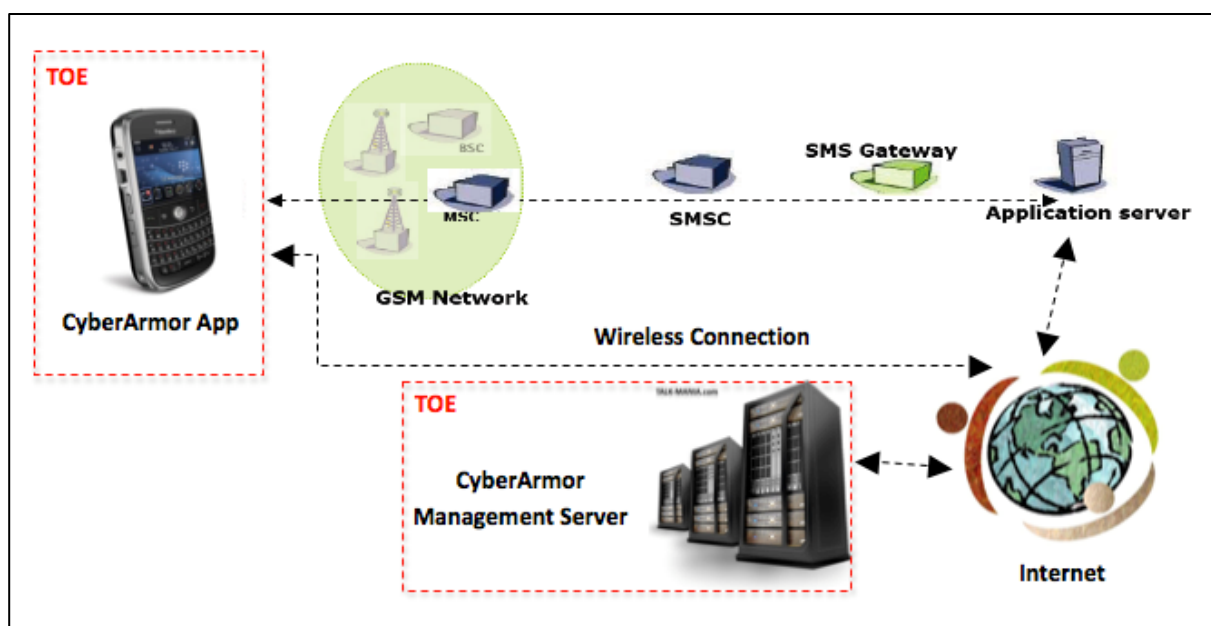 TOE
CyberArmor App
BSC
MSC
GSM Network
SMSC
SMS Gateway
Application server
Wireless Connection
TOE
TALK-MANIA.com
CyberArmor
Management Server
Internet